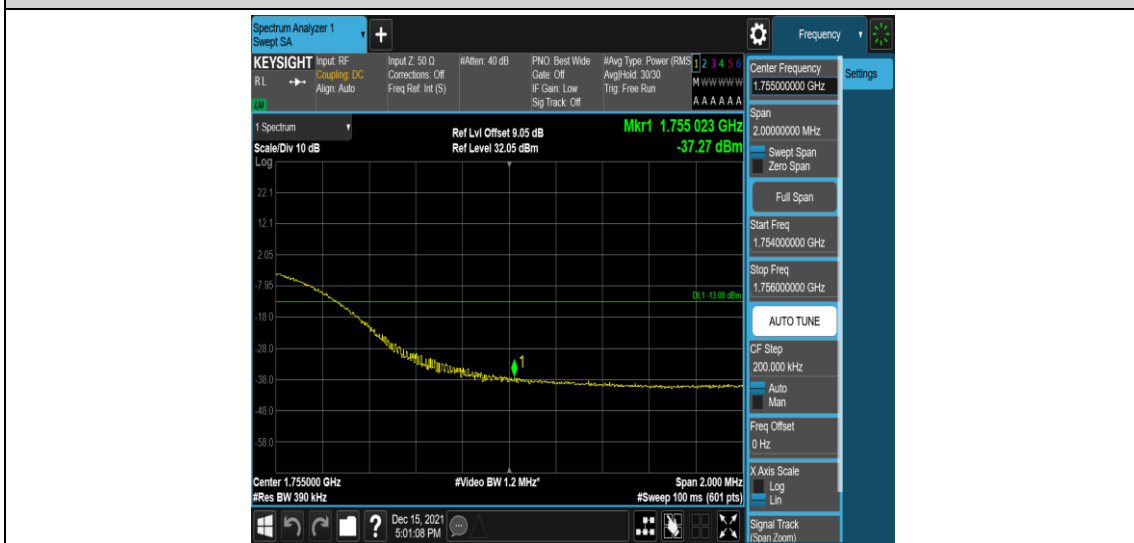 Spectrum Analyzer 1
Swept SA
+
Frequency
KEYSIGHT
RL
LXI
Input: RF
Coupling: DC
Align: Auto
Input Z: 50 Ω
Corrections: Off
Freq Ref: Int (S)
#Atten: 40 dB
PNO: Best Wide
Gate: Off
IF Gain: Low
Sig Track: Off
#Avg Type: Power (RMS
Avg|Hold: 30/30
Trig: Free Run
1 2 3 4 5 6
M W W W W W
A A A A A A
1 Spectrum
Scale/Div 10 dB
Ref Lvl Offset 9.05 dB
Ref Level 32.05 dBm
Mkr1 1.755 023 GHz
-37.27 dBm
Log
22.1
12.1
2.05
-7.95
-18.0
-28.0
-38.0
-48.0
-58.0
DL1 -13.00 dBm
1
Center 1.755000 GHz
#Res BW 390 kHz
#Video BW 1.2 MHz*
Span 2.000 MHz
#Sweep 100 ms (601 pts)
?
Dec 15, 2021
5:01:08 PM
Center Frequency
1.755000000 GHz
Settings
Span
2.00000000 MHz
Swept Span
Zero Span
Full Span
Start Freq
1.754000000 GHz
Stop Freq
1.756000000 GHz
AUTO TUNE
CF Step
200.000 kHz
Auto
Man
Freq Offset
0 Hz
X Axis Scale
Log
Lin
Signal Track
(Span Zoom)